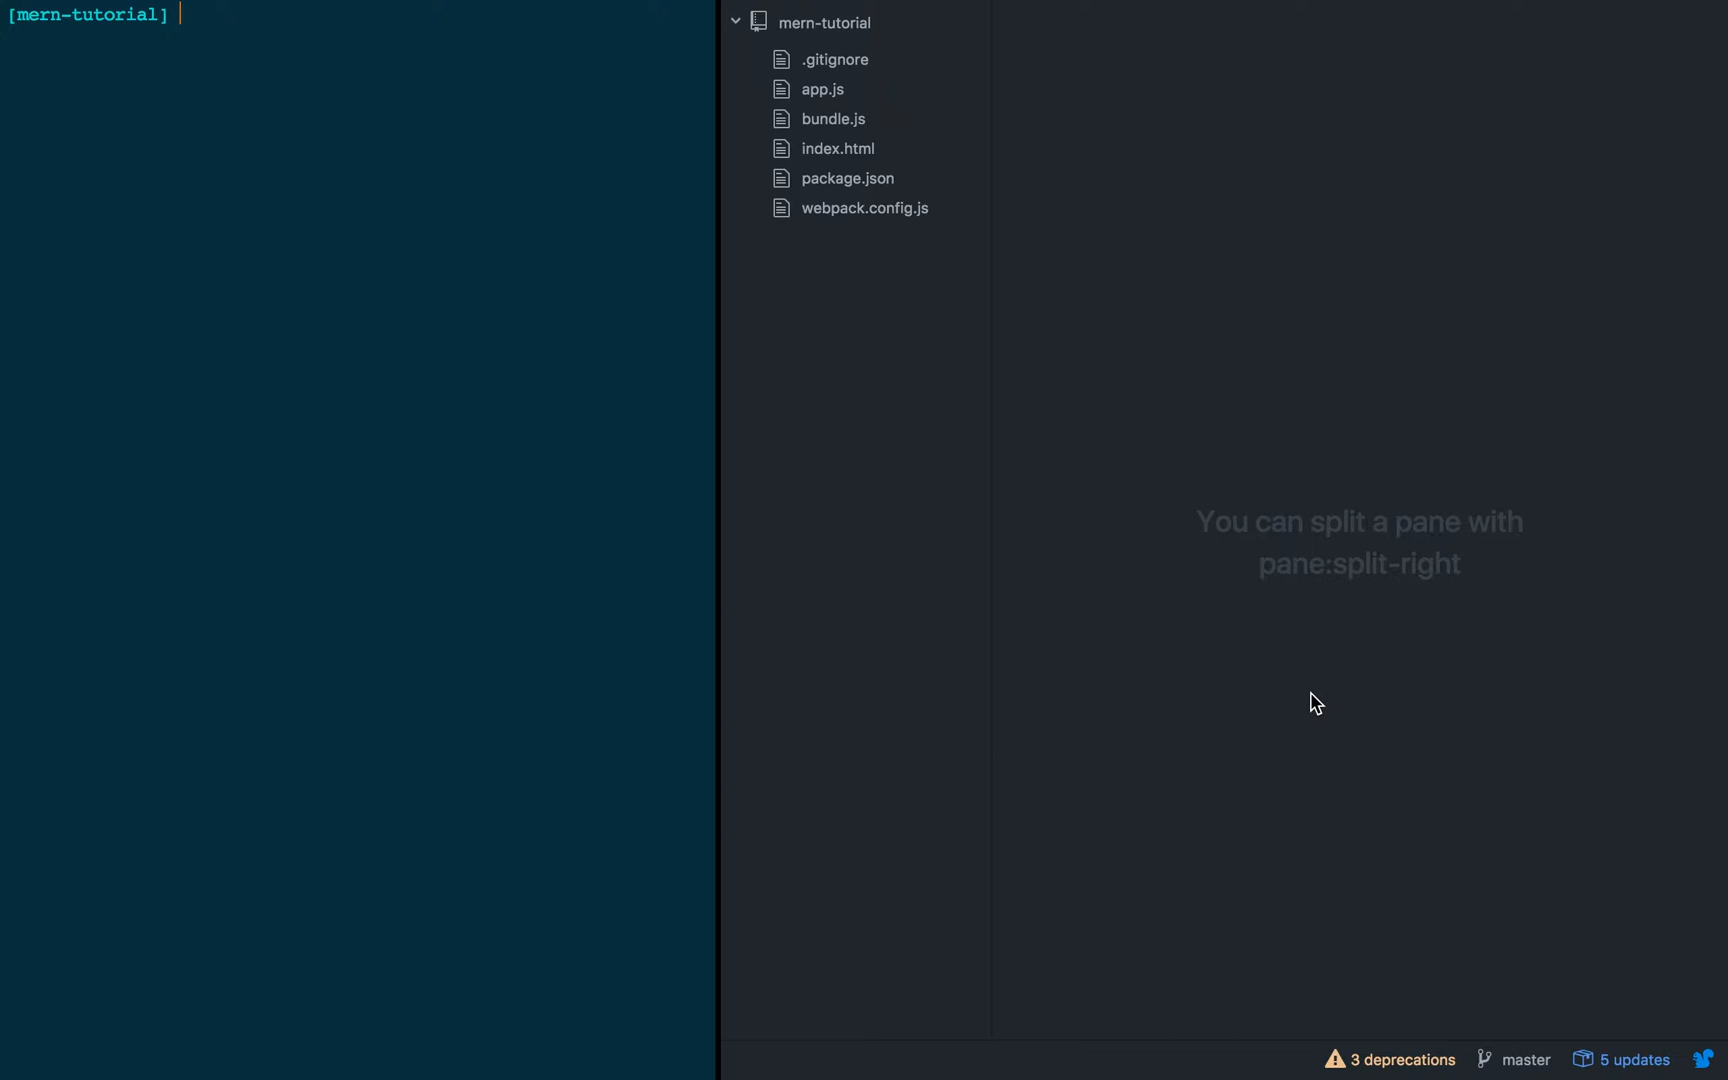 [mern-tutorial]
mern-tutorial
.gitignore
app.js
bundle.js
index.html
package.json
webpack.config.js
You can split a pane with
pane:split-right
3 deprecations
master
5 updates